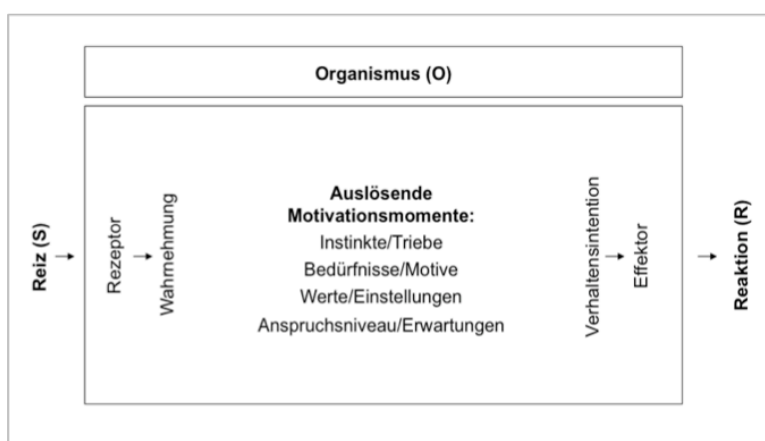 Organismus (O)
Reiz (S)
Rezeptor
Wahrnehmung
Auslösende
Motivationsmomente:
Instinkte/Triebe
Bedürfnisse/Motive
Werte/Einstellungen
Anspruchsniveau/Erwartungen
Verhaltensintention
Effektor
Reaktion (R)